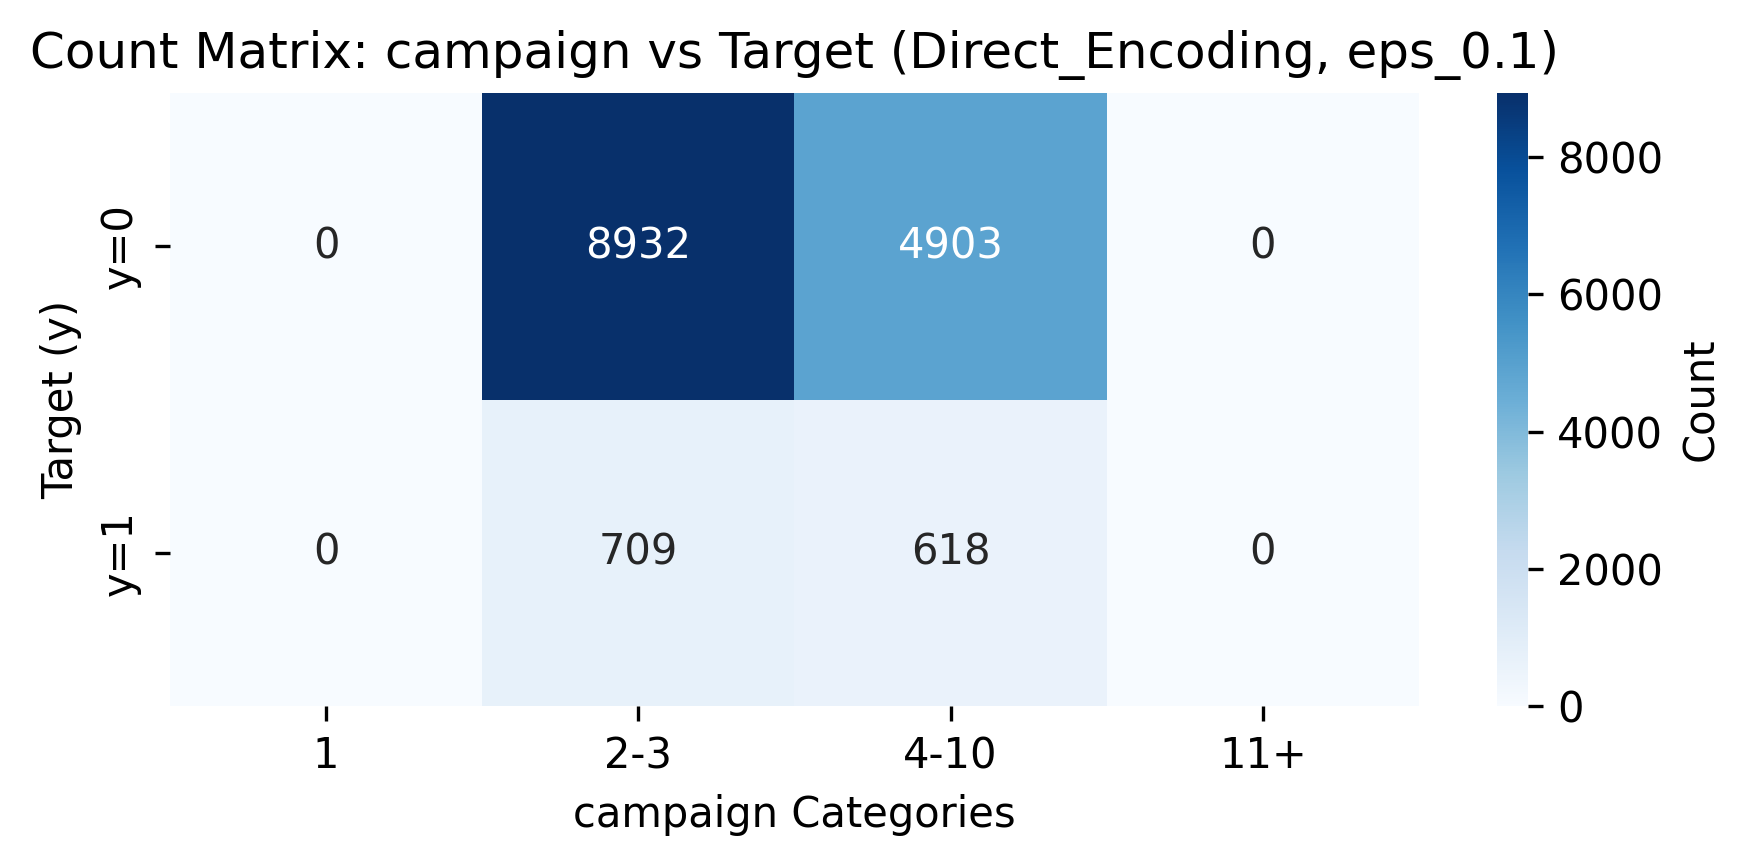 Count Matrix: campaign vs Target (Direct_Encoding, eps_0.1)
Target (y)
y=0
0 8932 4903 0
y=1
0 709 618 0
1 2-3 4-10 11+
campaign Categories
8000
6000
4000
2000
0
Count